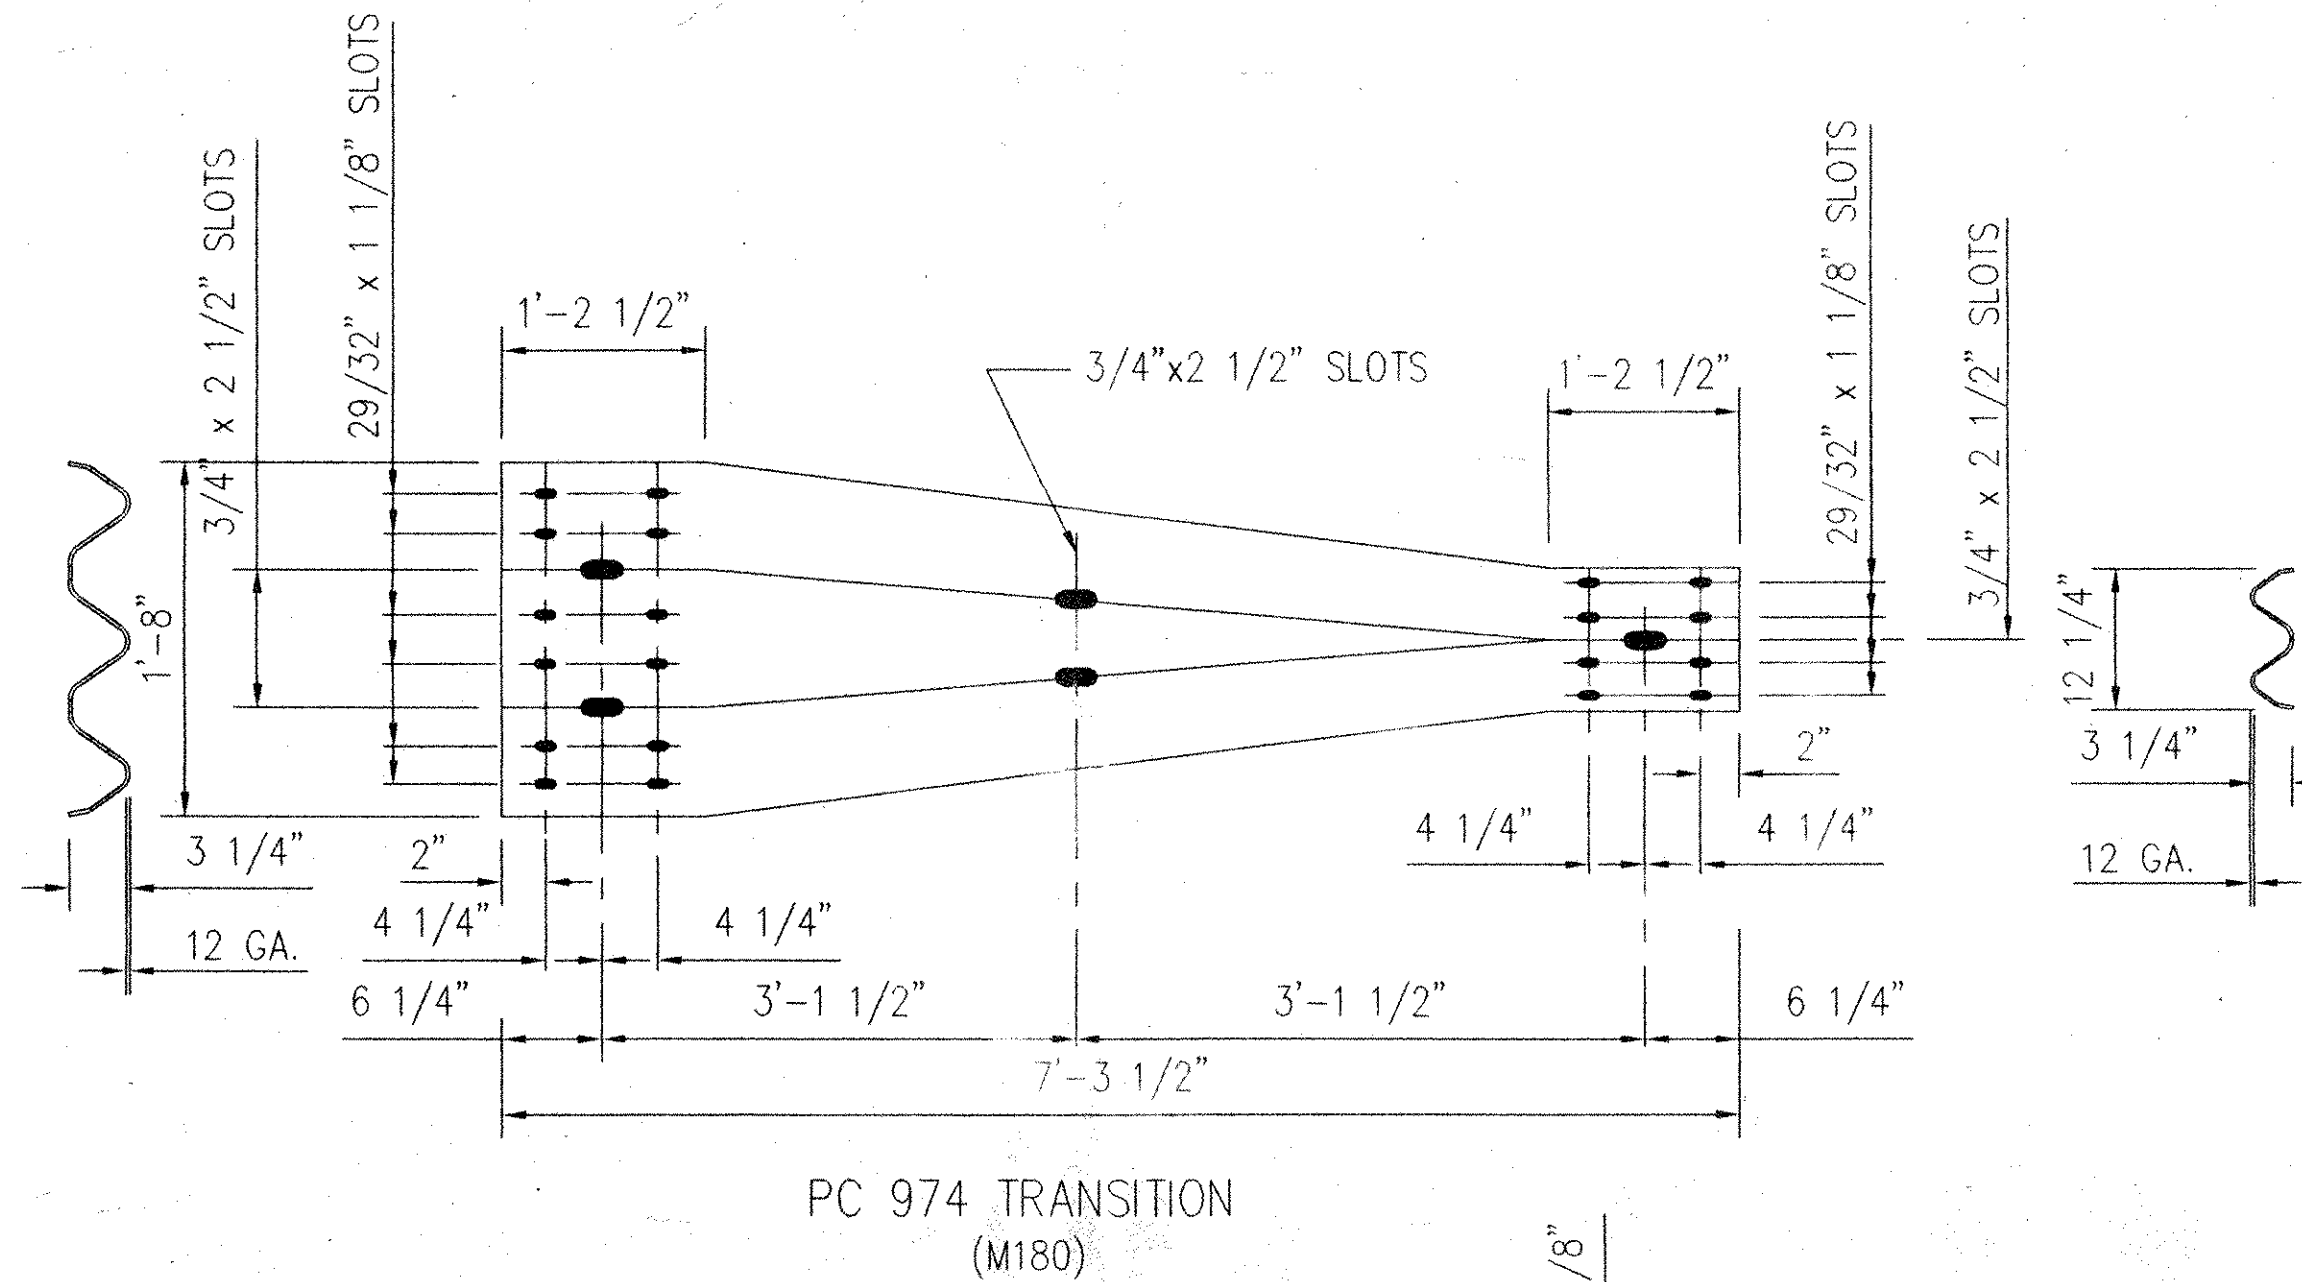 29/32" x 1 1/8" SLOTS
3/4" x 2 1/2" SLOTS
29/32" x 1 1/8" SLOTS
3/4" x 2 1/2" SLOTS
1'-2 1/2"
3/4"x2 1/2" SLOTS
1'-2 1/2"
1'-8"
12 1/4"
3 1/4"
2"
2"
3 1/4"
4 1/4"
4 1/4"
12 GA.
12 GA.
4 1/4"
4 1/4"
6 1/4"
3'-1 1/2"
3'-1 1/2"
6 1/4"
7'-3 1/2"
PC 974 TRANSITION
(M180)
/8"